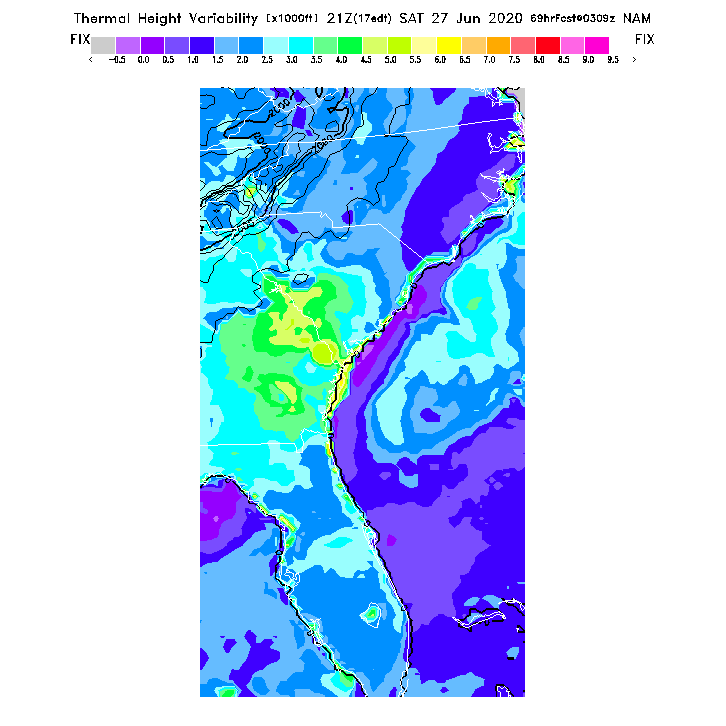 Thermal Height Variability [x1000ft] 21Z(17edt) SAT 27 Jun 2020 69hrFcst@0309z NAM
FIX FIX
< -0.5 0.0 0.5 1.0 1.5 2.0 2.5 3.0 3.5 4.0 4.5 5.0 5.5 6.0 6.5 7.0 7.5 8.0 8.5 9.0 9.5 >
2000